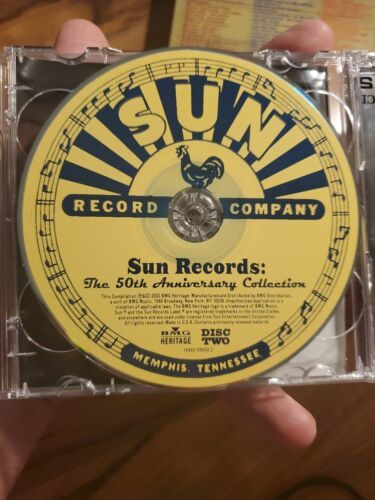 SUN
RECORD COMPANY
Sun Records:
The 50th Anniversary Collection
This Compilation ℗&© 2002 BMG Heritage. Manufactured and Distributed by BMG Distribution,
a unit of BMG Music, 1540 Broadway, New York, NY 10036. Unauthorized duplication is a
violation of applicable laws. The BMG Heritage logo is a trademark of BMG Music.
Sun ® and the Sun Records Label ® are registered trademarks in the United States
and elsewhere and are used under license from Sun Entertainment Corporation.
All rights reserved. Made in U.S.A. Contains previously released material.
BMG
HERITAGE
DISC
TWO
MEMPHIS, TENNESSEE